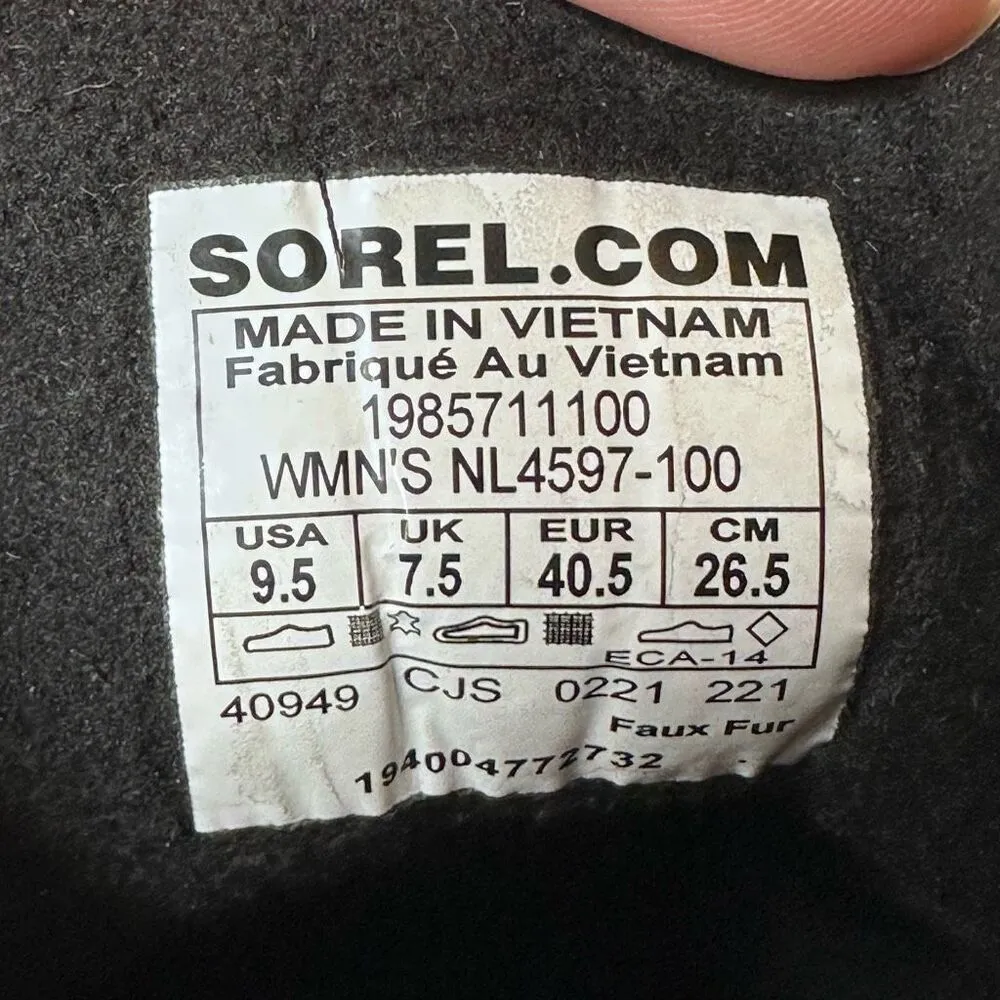 SOREL.COM
MADE IN VIETNAM
Fabriqué Au Vietnam
1985711100
WMN'S NL4597-100
USA UK EUR CM
9.5 7.5 40.5 26.5
ECA-14
40949 CJS 0221 221
Faux Fur
194004772732